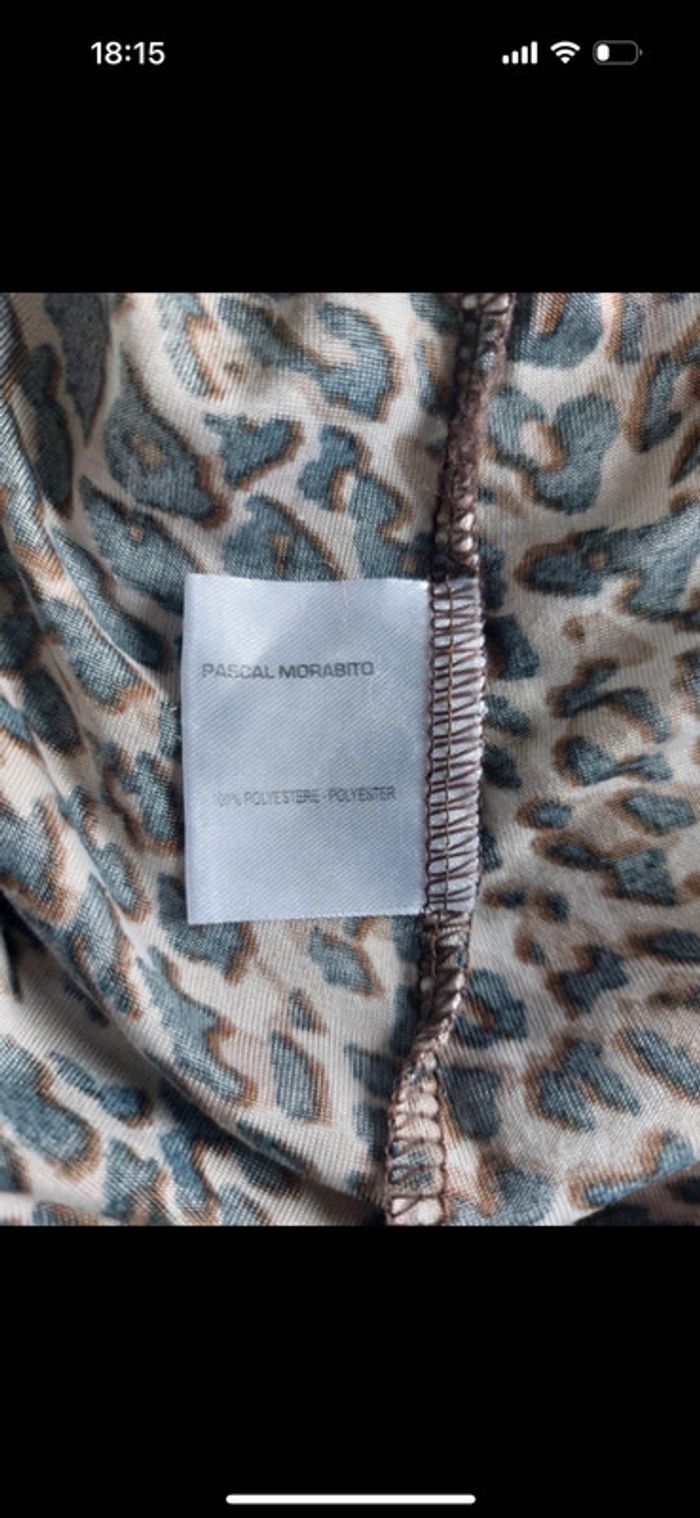 18:15
PASCAL MORABITO
100% POLYESTERE - POLYESTER